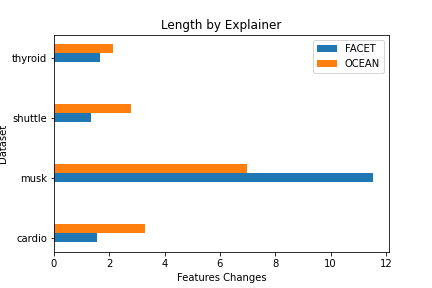 Length by Explainer
FACET
OCEAN
thyroid
shuttle
musk
cardio
Dataset
0 2 4 6 8 10 12
Features Changes